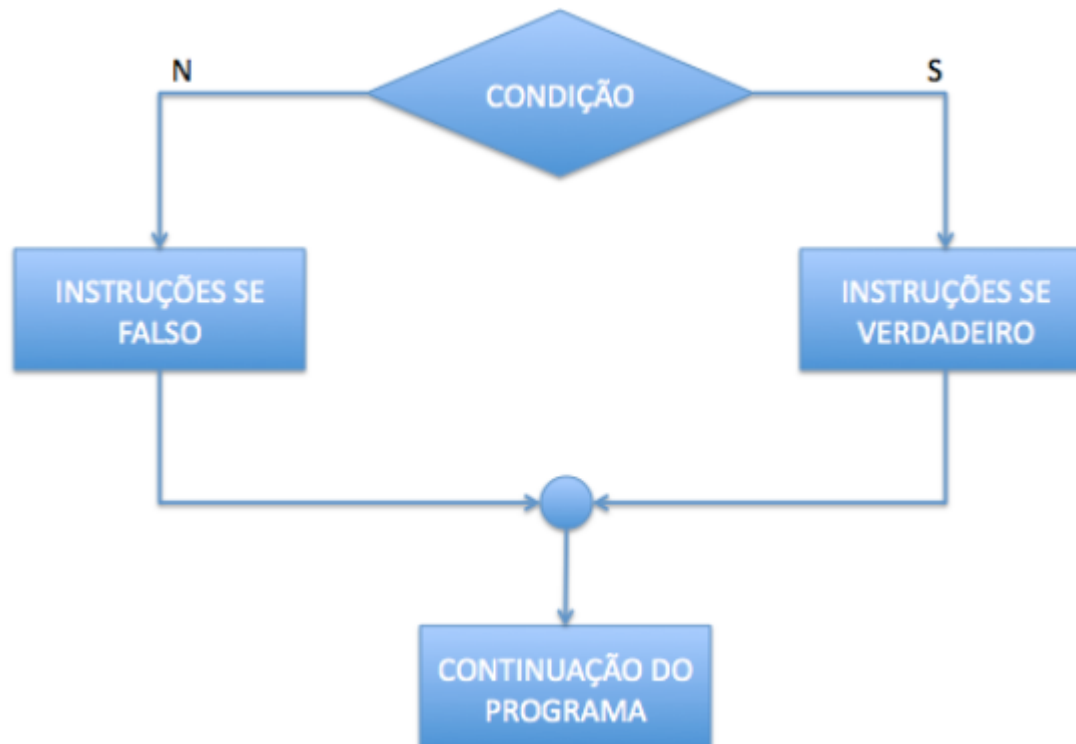 N
S
CONDIÇÃO
INSTRUÇÕES SE
FALSO
INSTRUÇÕES SE
VERDADEIRO
CONTINUAÇÃO DO
PROGRAMA